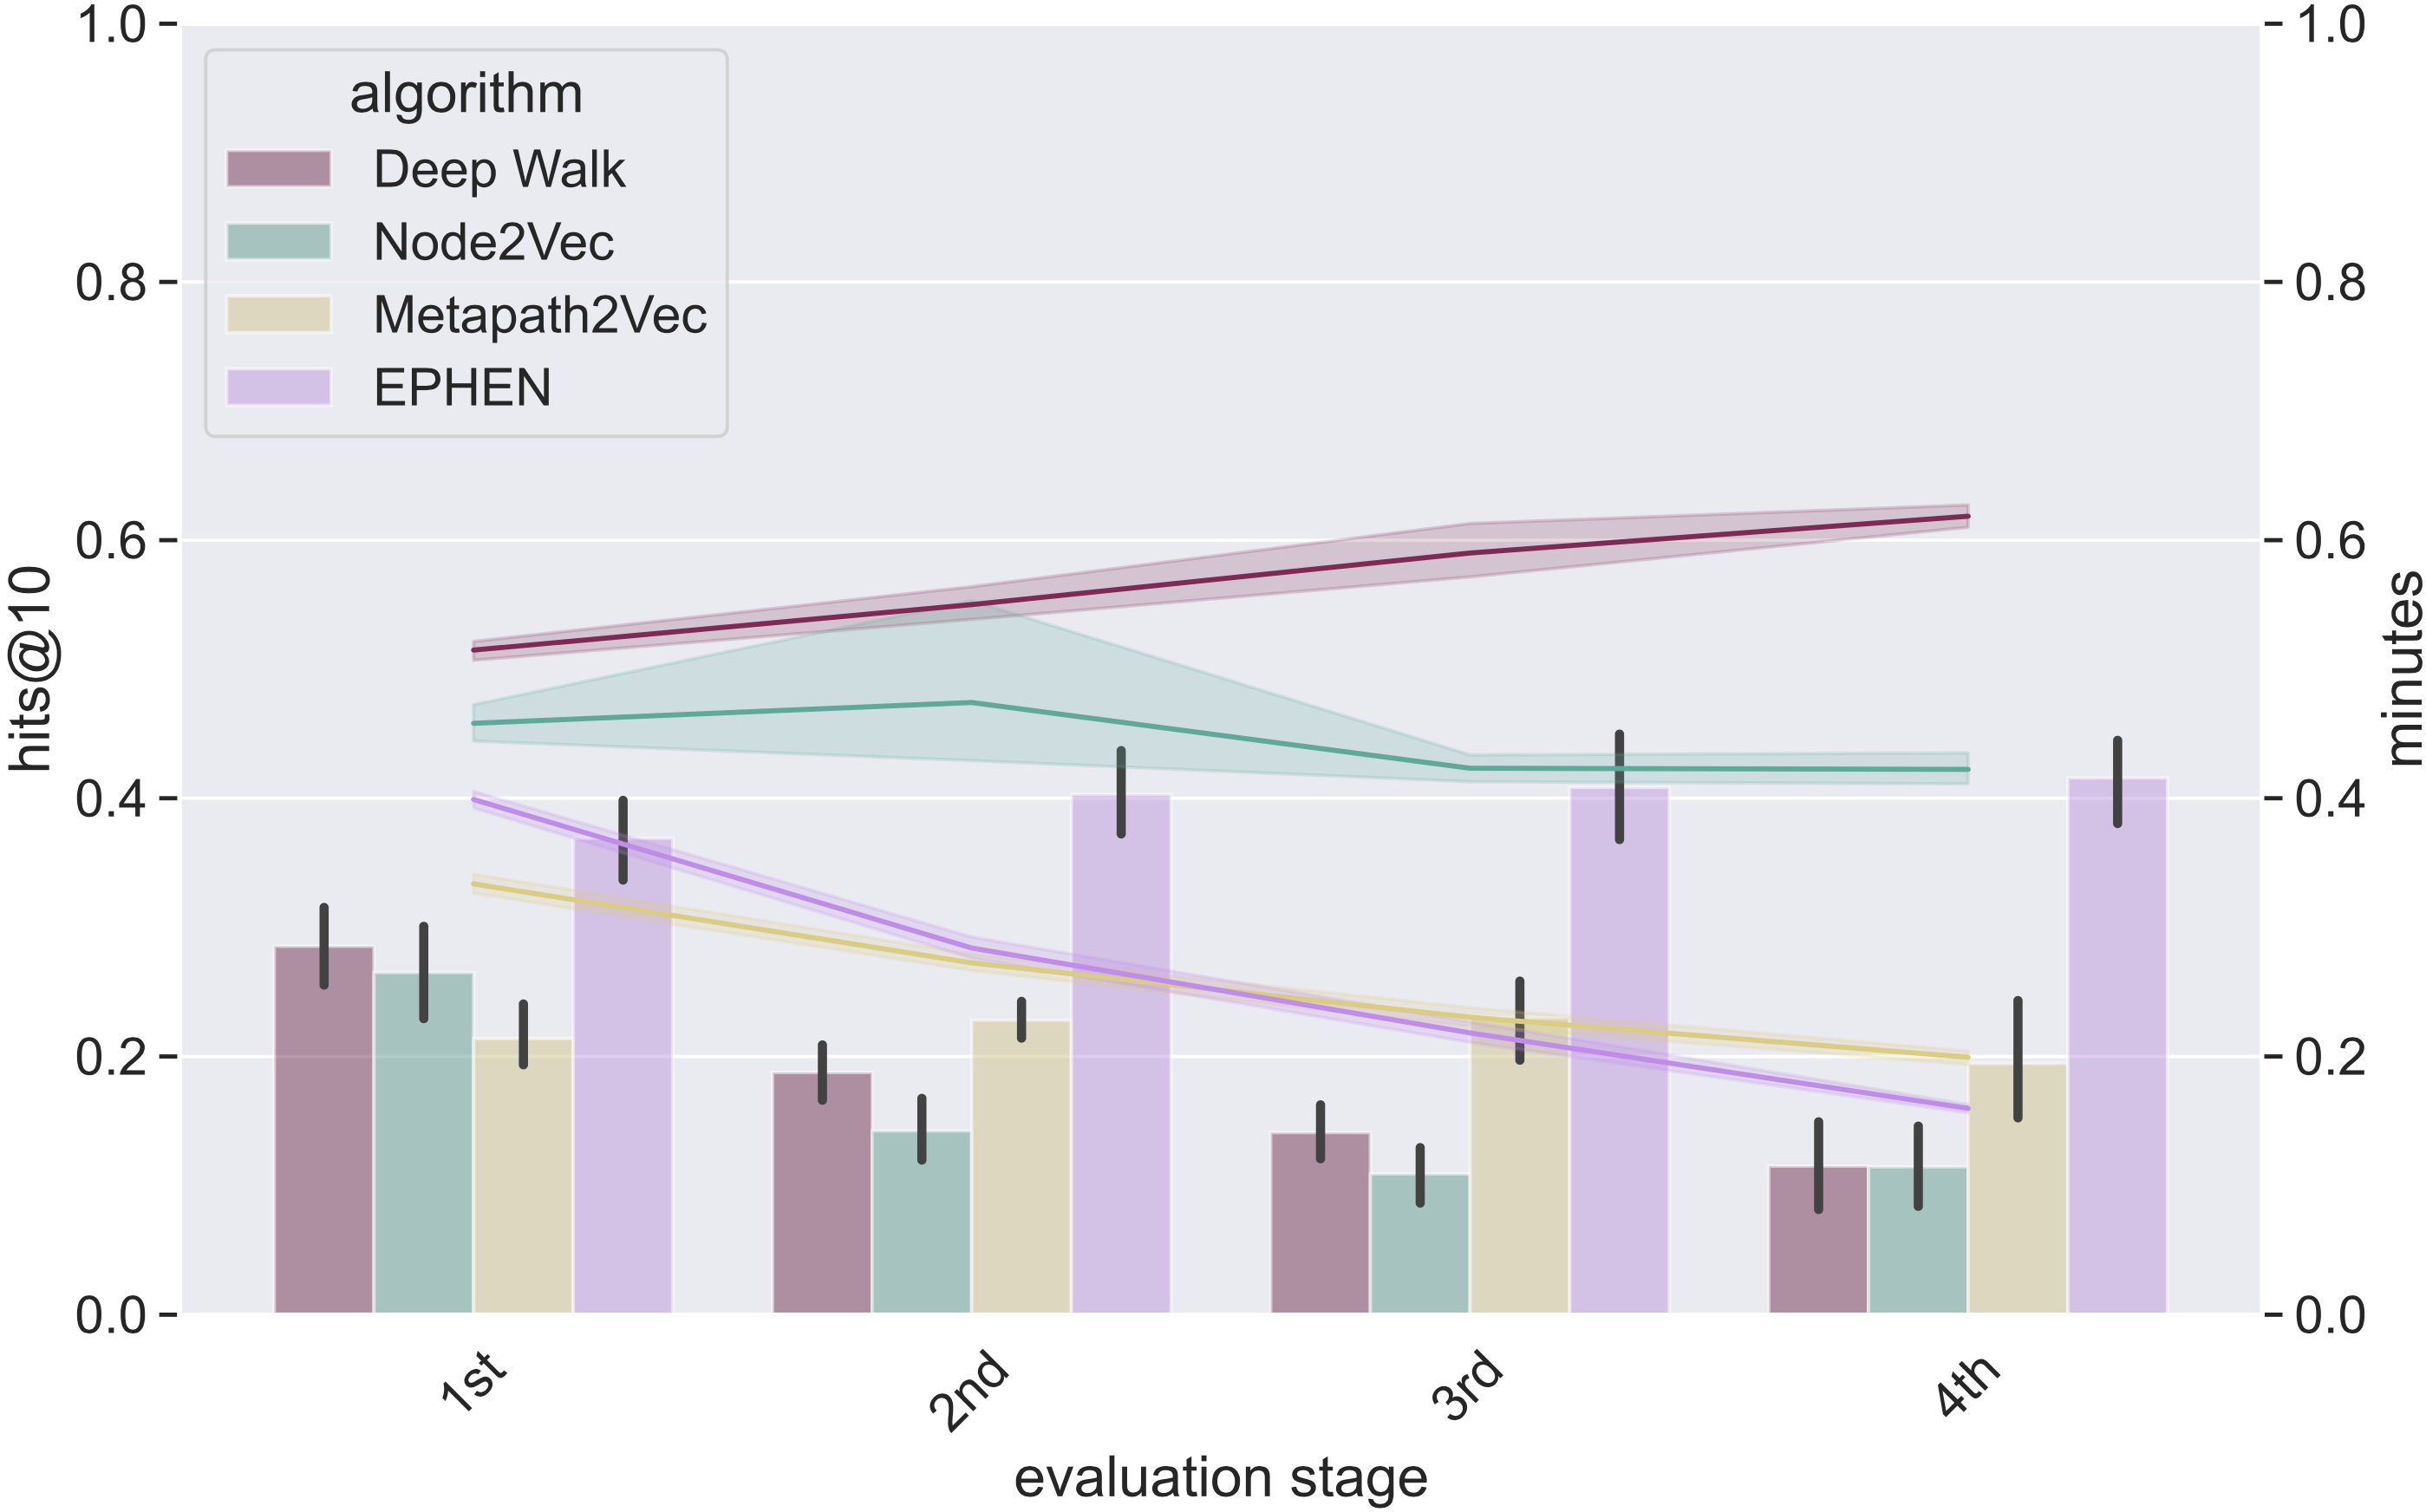 algorithm
Deep Walk
Node2Vec
Metapath2Vec
EPHEN
hits@10
1.0
0.8
0.6
0.4
0.2
0.0
minutes
1.0
0.8
0.6
0.4
0.2
0.0
1st
2nd
3rd
4th
evaluation stage